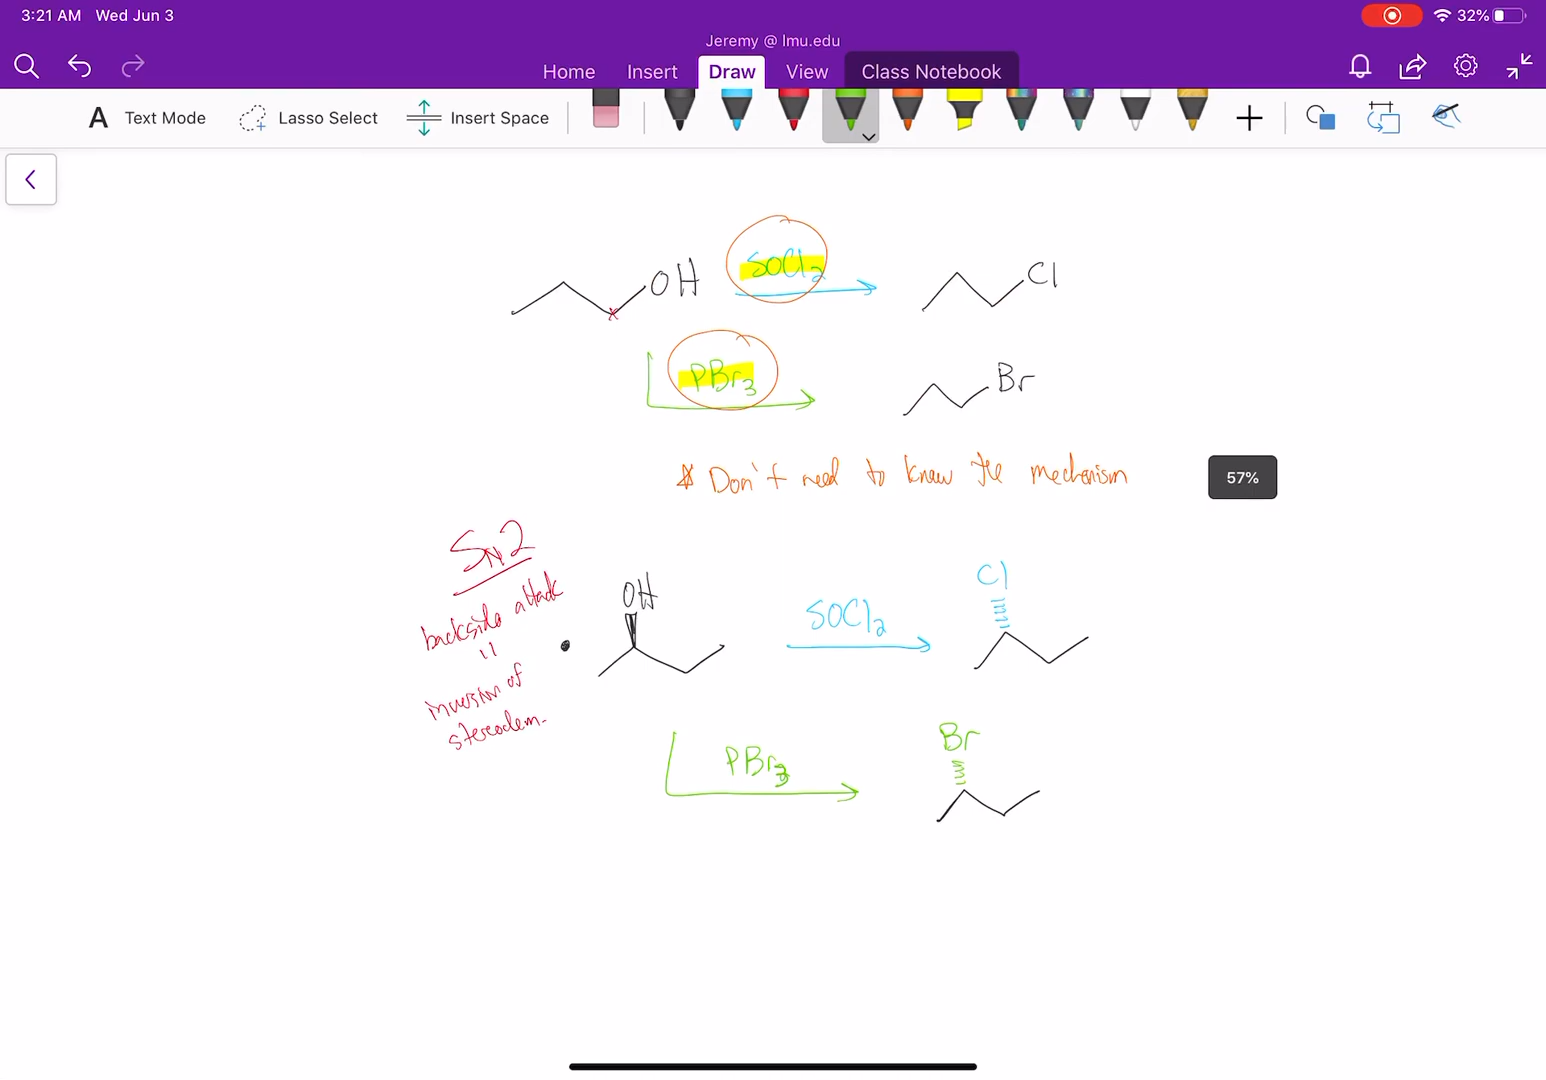 3:21 AM Wed Jun 3
32%
Jeremy @ lmu.edu
Home Insert Draw View Class Notebook
A Text Mode Lasso Select Insert Space
OH SOCl2 Cl
PBr3 Br
* Don't need to know the mechanism
57%
SN2
backside attack
=
inversion of
stereochem.
OH SOCl2 Cl
PBr3 Br